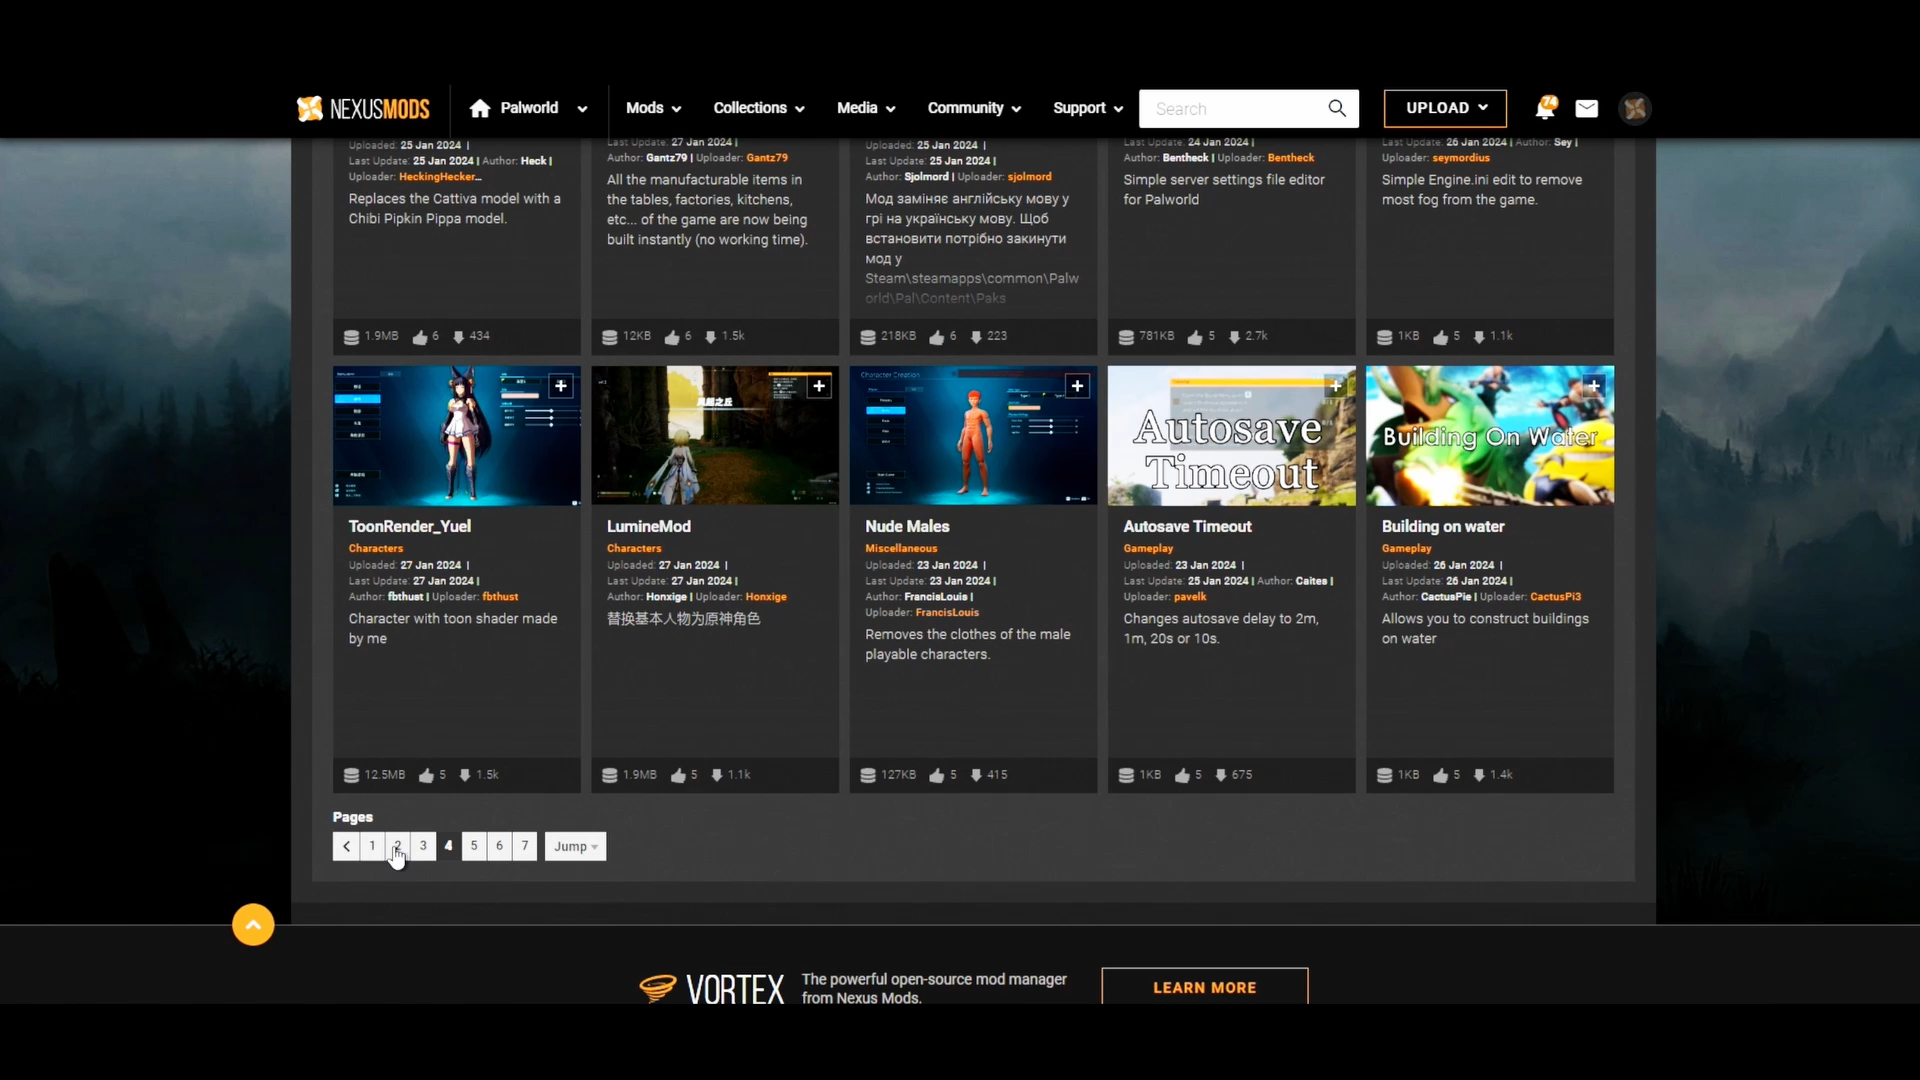 NEXUSMODS
Palworld
Mods
Collections
Media
Community
Support
Search
UPLOAD
74
Uploaded: 25 Jan 2024 |
Last Update: 25 Jan 2024 | Author: Heck |
Uploader: HeckingHecker...
Replaces the Cattiva model with a
Chibi Pipkin Pippa model.
1.9MB 6 434
Last Update: 27 Jan 2024 |
Author: Gantz79 | Uploader: Gantz79
All the manufacturable items in
the tables, factories, kitchens,
etc... of the game are now being
built instantly (no working time).
12KB 6 1.5k
Uploaded: 25 Jan 2024 |
Last Update: 25 Jan 2024 |
Author: Sjolmord | Uploader: sjolmord
Мод заміняє англійську мову у
грі на українську мову. Щоб
встановити потрібно закинути
мод у
Steam\steamapps\common\Palw
orld\Pal\Content\Paks
218KB 6 223
Last Update: 24 Jan 2024 |
Author: Bentheck | Uploader: Bentheck
Simple server settings file editor
for Palworld
781KB 5 2.7k
Last Update: 26 Jan 2024 | Author: Sey |
Uploader: seymordius
Simple Engine.ini edit to remove
most fog from the game.
1KB 5 1.1k
ToonRender_Yuel
Characters
Uploaded: 27 Jan 2024 |
Last Update: 27 Jan 2024 |
Author: fbthust | Uploader: fbthust
Character with toon shader made
by me
12.5MB 5 1.5k
LumineMod
Characters
Uploaded: 27 Jan 2024 |
Last Update: 27 Jan 2024 |
Author: Honxige | Uploader: Honxige
替换基本人物为原神角色
1.9MB 5 1.1k
Character Creation
Nude Males
Miscellaneous
Uploaded: 23 Jan 2024 |
Last Update: 23 Jan 2024 |
Author: FrancisLouis |
Uploader: FrancisLouis
Removes the clothes of the male
playable characters.
127KB 5 415
Autosave
Timeout
Autosave Timeout
Gameplay
Uploaded: 23 Jan 2024 |
Last Update: 25 Jan 2024 | Author: Caites |
Uploader: pavelk
Changes autosave delay to 2m,
1m, 20s or 10s.
1KB 5 675
Building On Water
Building on water
Gameplay
Uploaded: 26 Jan 2024 |
Last Update: 26 Jan 2024 |
Author: CactusPie | Uploader: CactusPi3
Allows you to construct buildings
on water
1KB 5 1.4k
Pages
1 2 3 4 5 6 7 Jump
VORTEX
The powerful open-source mod manager
from Nexus Mods.
LEARN MORE